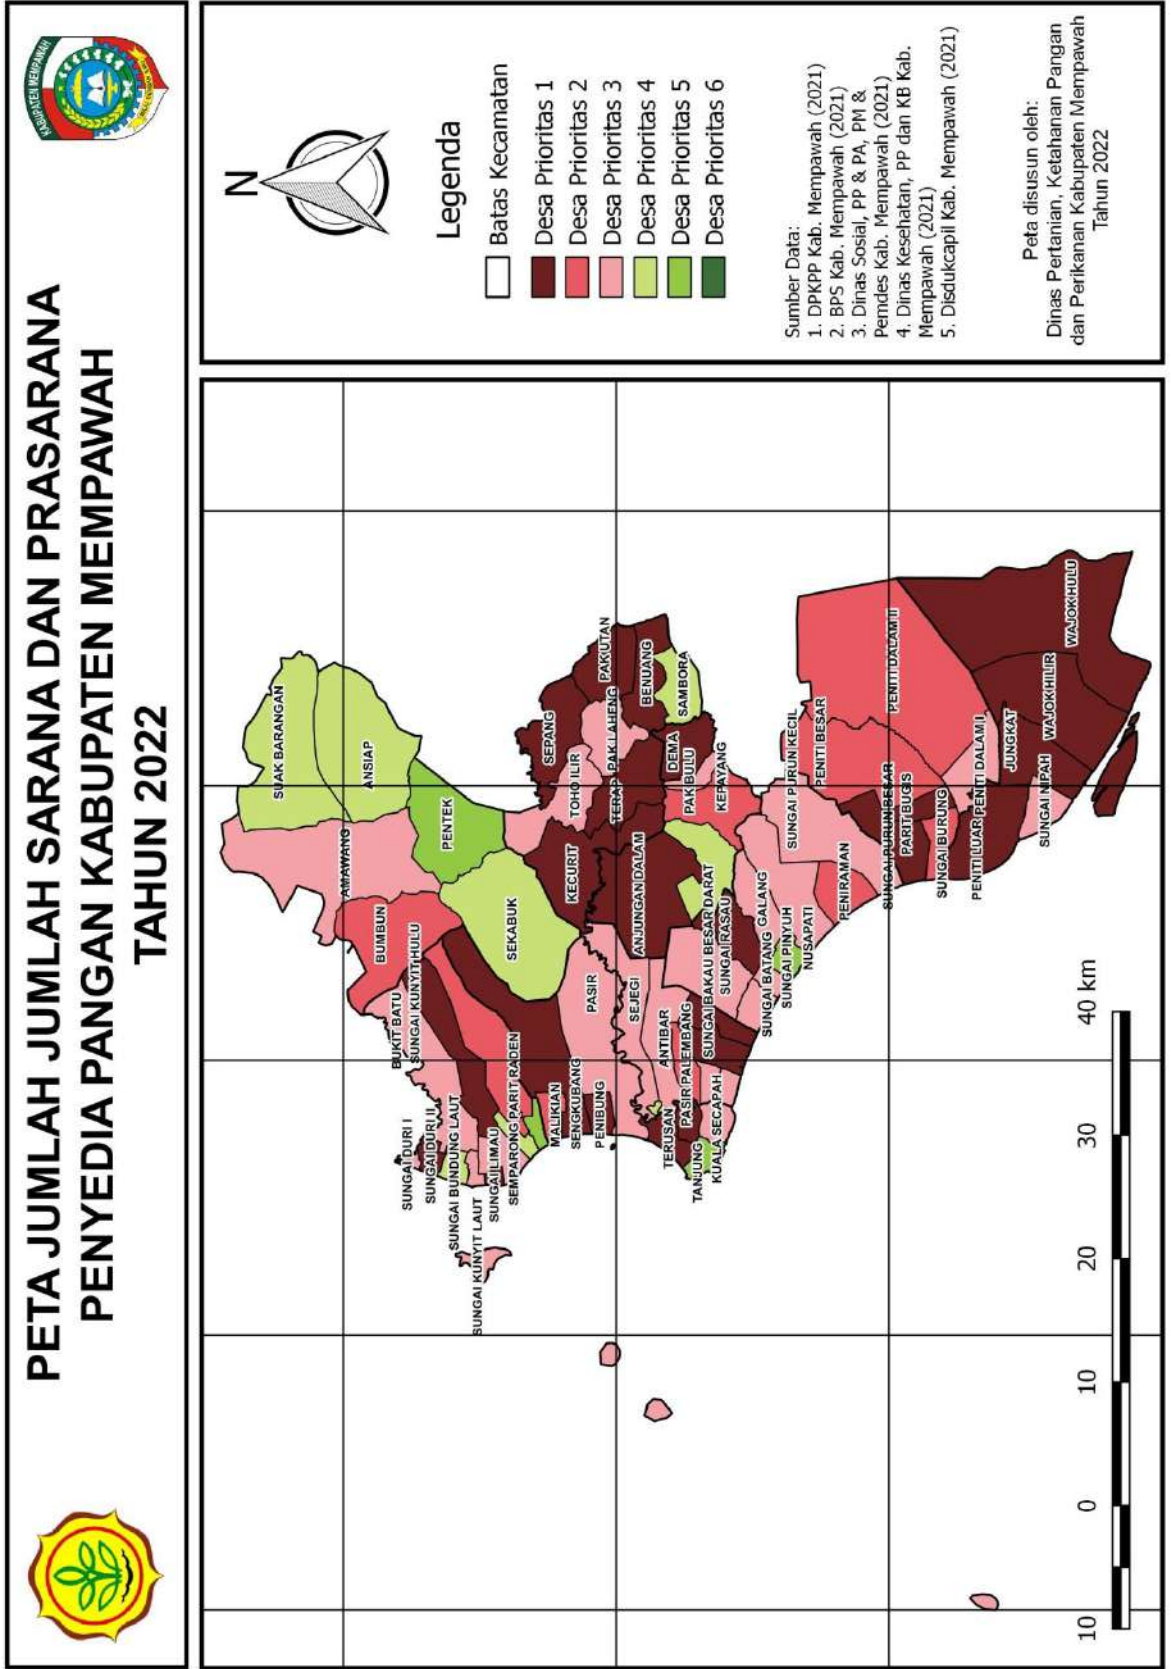 PETA JUMLAH JUMLAH SARANA DAN PRASARANA
PENYEDIA PANGAN KABUPATEN MEMPAWAH
TAHUN 2022
KABUPATEN MEMPAWAH
N
Legenda
Batas Kecamatan
Desa Prioritas 1
Desa Prioritas 2
Desa Prioritas 3
Desa Prioritas 4
Desa Prioritas 5
Desa Prioritas 6
Sumber Data:
1. DPKPP Kab. Mempawah (2021)
2. BPS Kab. Mempawah (2021)
3. Dinas Sosial, PP & PA, PM &
Pemdes Kab. Mempawah (2021)
4. Dinas Kesehatan, PP dan KB Kab.
Mempawah (2021)
5. Disdukcapil Kab. Mempawah (2021)
Peta disusun oleh:
Dinas Pertanian, Ketahanan Pangan
dan Perikanan Kabupaten Mempawah
Tahun 2022
SUAK BARANGAN
ANSIAP
AMAWANG
PENTEK
BUMBUN
BUKIT BATU
SUNGAI KUNYIT HULU
SEKABUK
SUNGAI DURI I
SUNGAI DURI II
SUNGAI BUNDUNG LAUT
SUNGAI KUNYIT LAUT
SUNGAI LIMAU
SEMPARONG PARIT RADEN
MALIKIAN
SENGKUBANG
PENIBUNG
PASIR
SEPANG
TOHO ILIR
KECURIT
PAK UTAN
PAK LAHENG
TERAP
BENUANG
SAMBORA
SEJEGI
ANJUNGAN DALAM
DEMA
PAK BULU
KEPAYANG
ANTIBAR
TERUSAN
PASIR PALEMBANG
TANJUNG
KUALA SECAPAH
SUNGAI BAKAU BESAR DARAT
SUNGAI RASAU
SUNGAI BATANG GALANG
SUNGAI PINYUH
NUSAPATI
SUNGAI PURUN KECIL
PENITI BESAR
PENIRAMAN
SUNGAI PURUN BESAR
PENITI DALAM II
PARIT BUGS
SUNGAI BURUNG
PENITI LUAR
PENITI DALAM I
JUNGKAT
SUNGAI NIPAH
WAJOK HILIR
WAJOK HULU
10 0 10 20 30 40 km